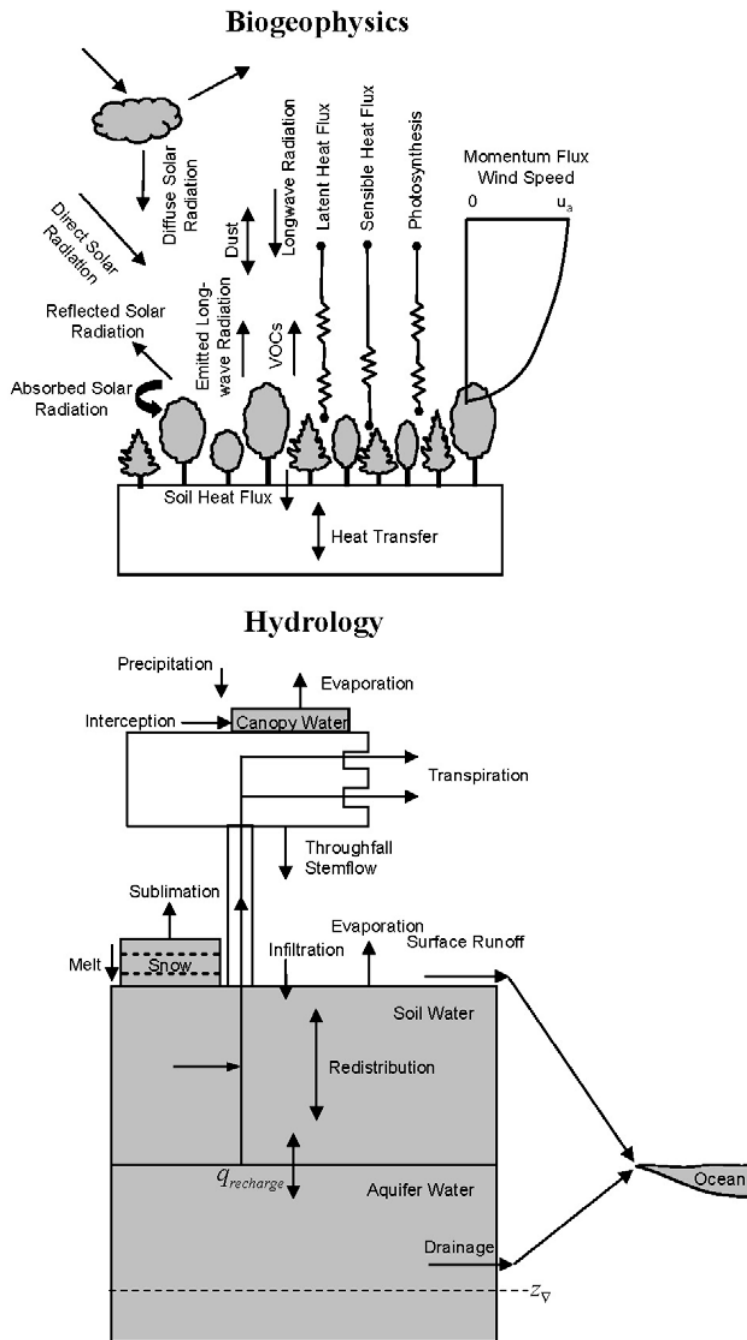 Biogeophysics
Diffuse Solar
Radiation
Direct Solar
Radiation
Reflected Solar
Radiation
Absorbed Solar
Radiation
Emitted Long-
wave Radiation
Dust
Longwave Radiation
VOCs
Latent Heat Flux
Sensible Heat Flux
Photosynthesis
Momentum Flux
Wind Speed
0
uₐ
Soil Heat Flux
Heat Transfer
Hydrology
Precipitation
Evaporation
Interception
Canopy Water
Transpiration
Throughfall
Stemflow
Sublimation
Evaporation
Melt
Snow
Infiltration
Surface Runoff
Soil Water
Redistribution
q recharge
Aquifer Water
Ocean
Drainage
z∇